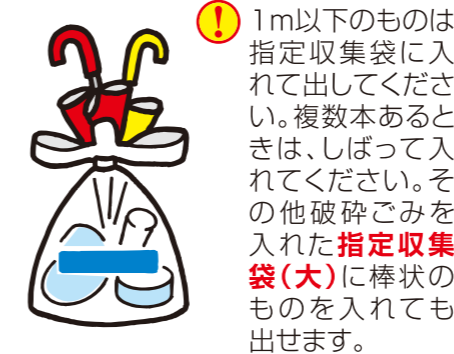 1m以下のものは
指定収集袋に入
れて出してくださ
い。複数本あると
きは、しばって入
れてください。そ
の他破砕ごみを
入れた指定収集
袋（大）に棒状の
ものを入れても
出せます。